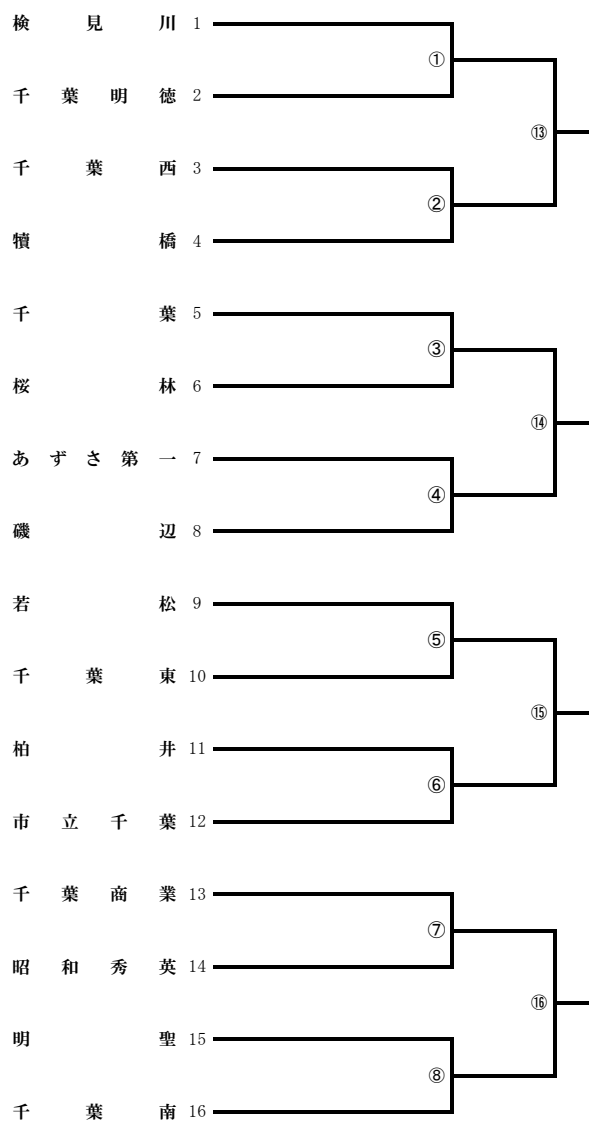 検見川 1
①
千葉明徳 2
⑬
千葉西 3
②
犢橋 4
千葉 5
③
桜林 6
⑭
あずさ第一 7
④
磯辺 8
若松 9
⑤
千葉東 10
⑮
柏井 11
⑥
市立千葉 12
千葉商業 13
⑦
昭和秀英 14
⑯
明聖 15
⑧
千葉南 16